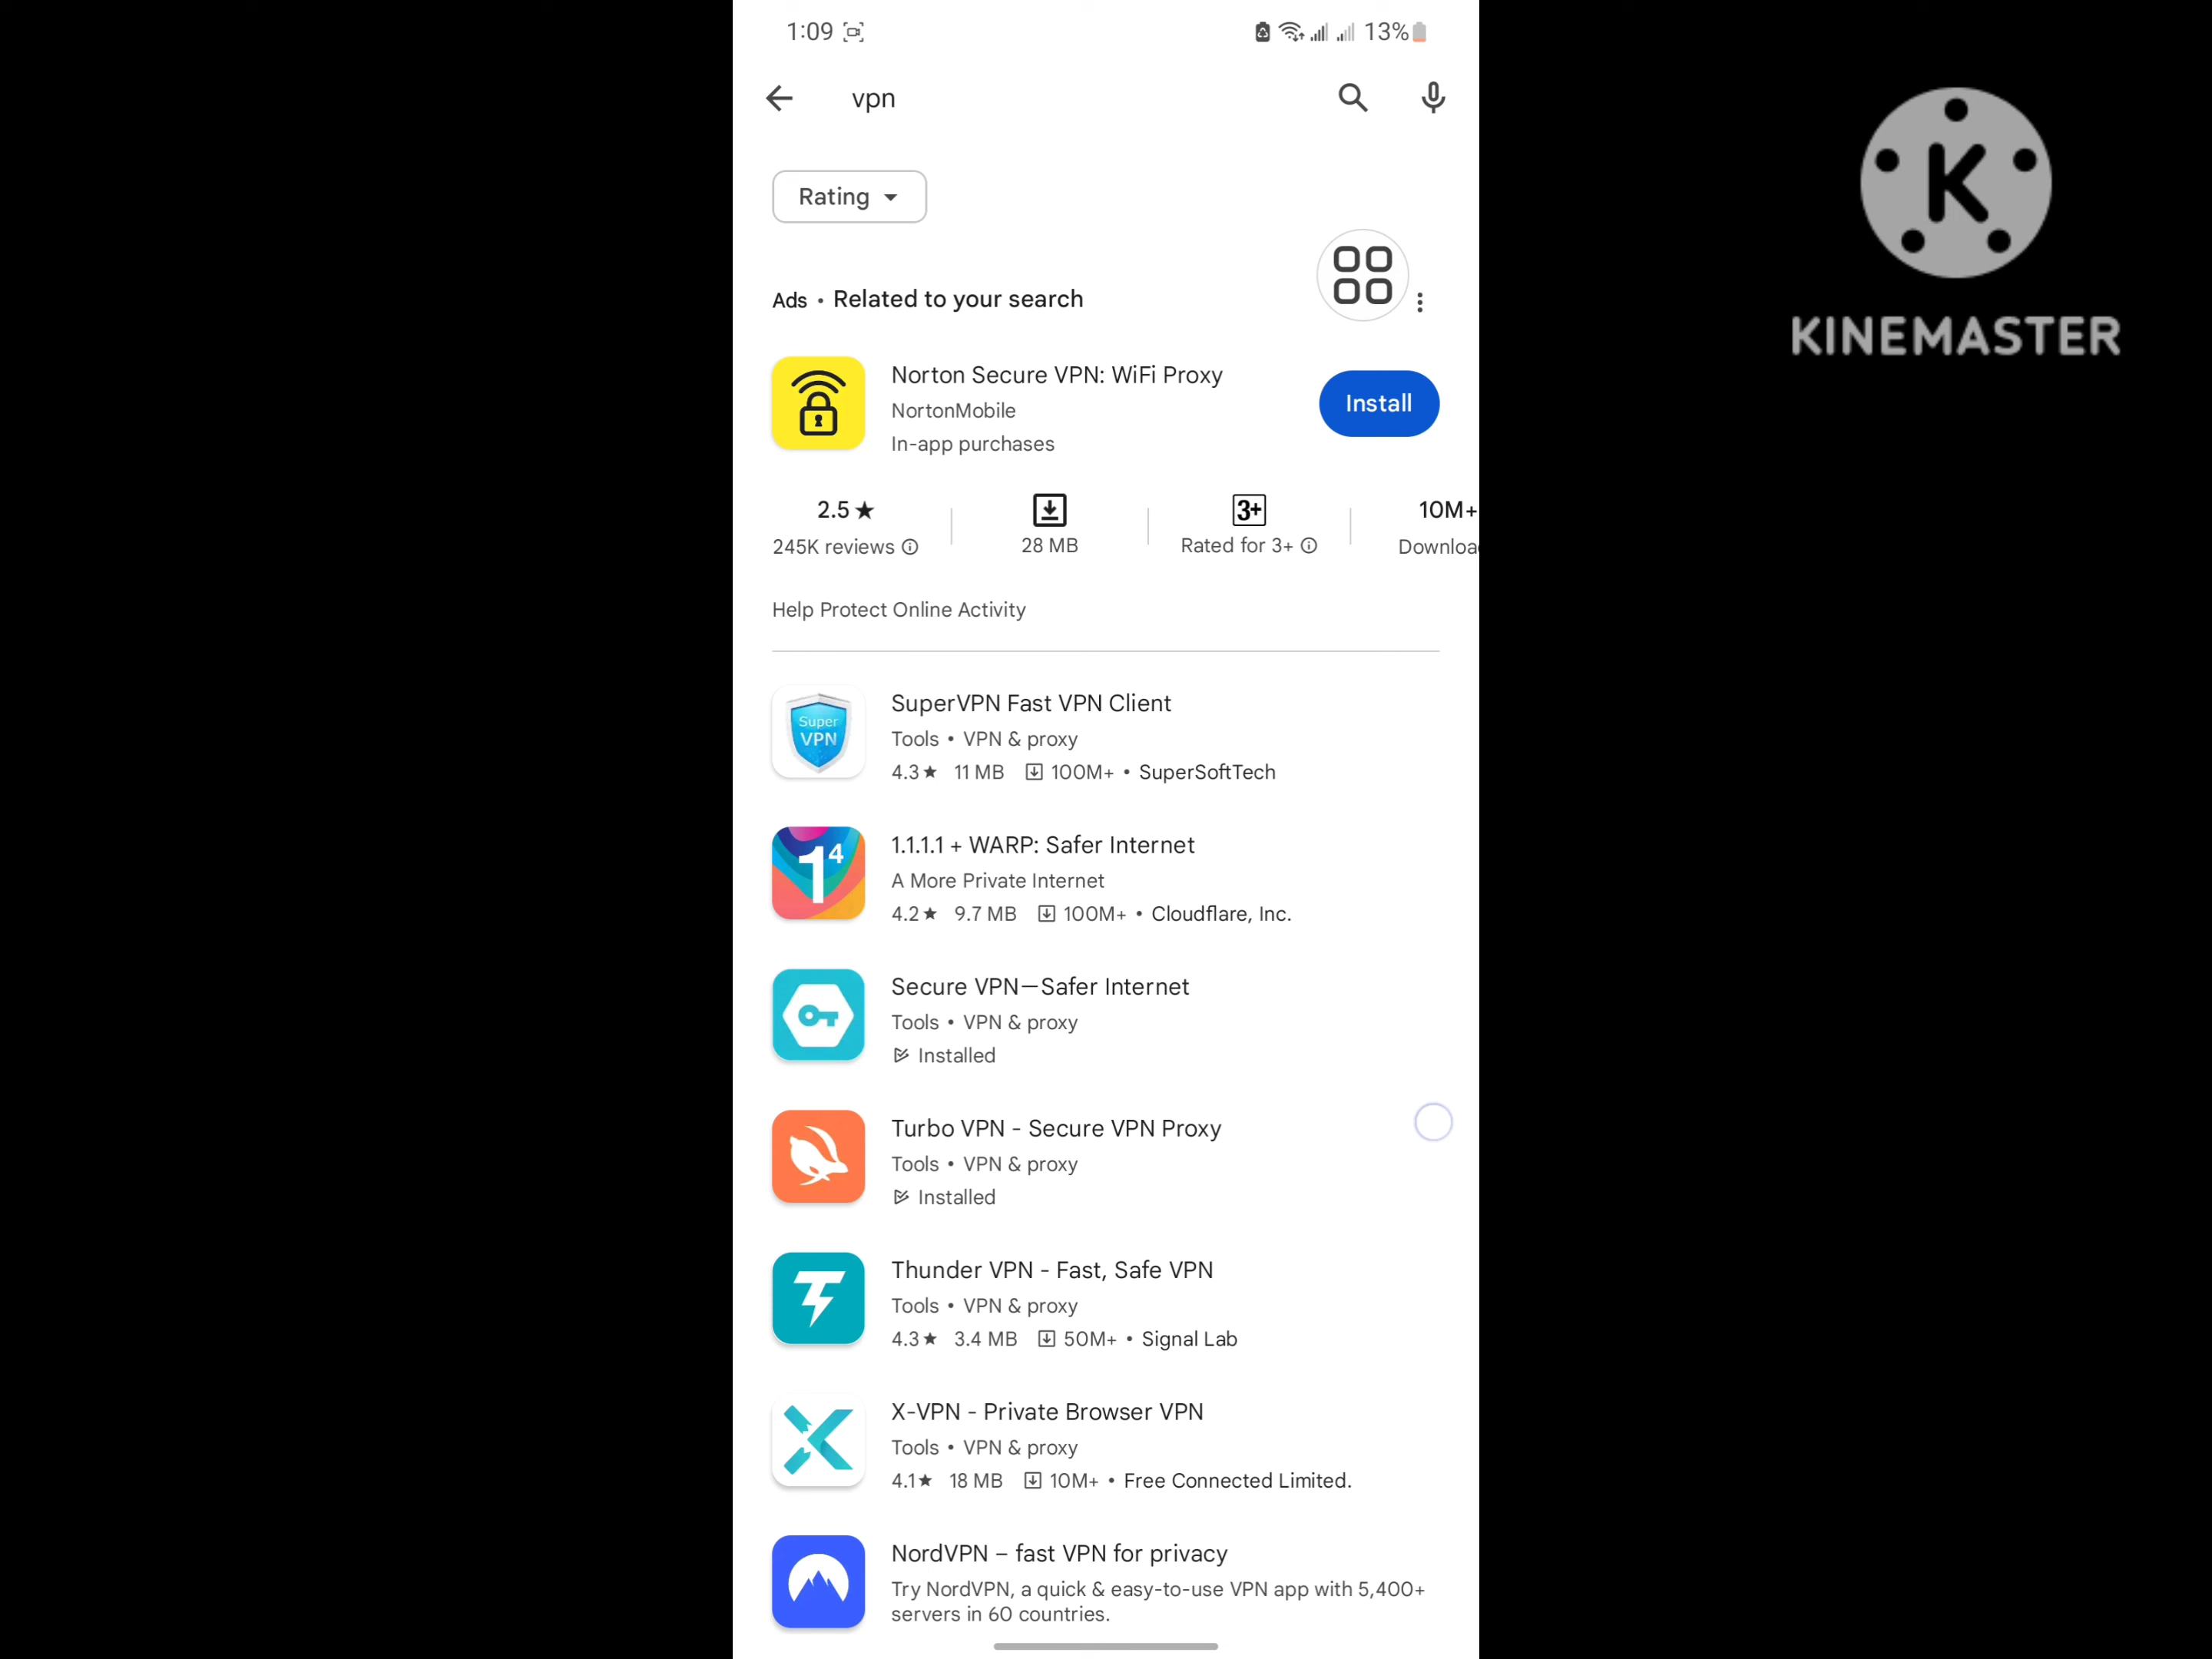 1:09
13%
vpn
Rating
Ads • Related to your search
Norton Secure VPN: WiFi Proxy
NortonMobile
In-app purchases
Install
2.5★
245K reviews
28 MB
3+
Rated for 3+
10M+
Downloa
Help Protect Online Activity
Super
VPN
SuperVPN Fast VPN Client
Tools • VPN & proxy
4.3★ 11 MB 100M+ • SuperSoftTech
1⁴
1.1.1.1 + WARP: Safer Internet
A More Private Internet
4.2★ 9.7 MB 100M+ • Cloudflare, Inc.
Secure VPN—Safer Internet
Tools • VPN & proxy
Installed
Turbo VPN - Secure VPN Proxy
Tools • VPN & proxy
Installed
Thunder VPN - Fast, Safe VPN
Tools • VPN & proxy
4.3★ 3.4 MB 50M+ • Signal Lab
X-VPN - Private Browser VPN
Tools • VPN & proxy
4.1★ 18 MB 10M+ • Free Connected Limited.
NordVPN – fast VPN for privacy
Try NordVPN, a quick & easy-to-use VPN app with 5,400+
servers in 60 countries.
K
KINEMASTER